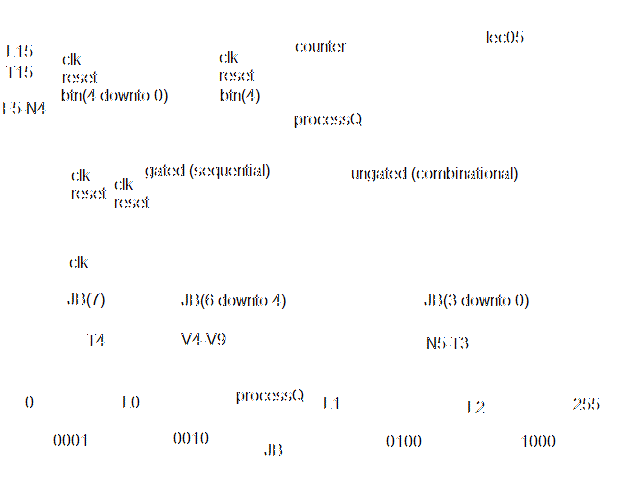 lec05
counter
L15
clk
clk
T15
reset
reset
btn(4 downto 0)
btn(4)
F5-N4
processQ
gated (sequential)
ungated (combinational)
clk
clk
reset
reset
clk
JB(7)
JB(6 downto 4)
JB(3 downto 0)
T4
V4-V9
N5-T3
processQ
0
L0
L1
L2
255
0001
0010
JB
0100
1000